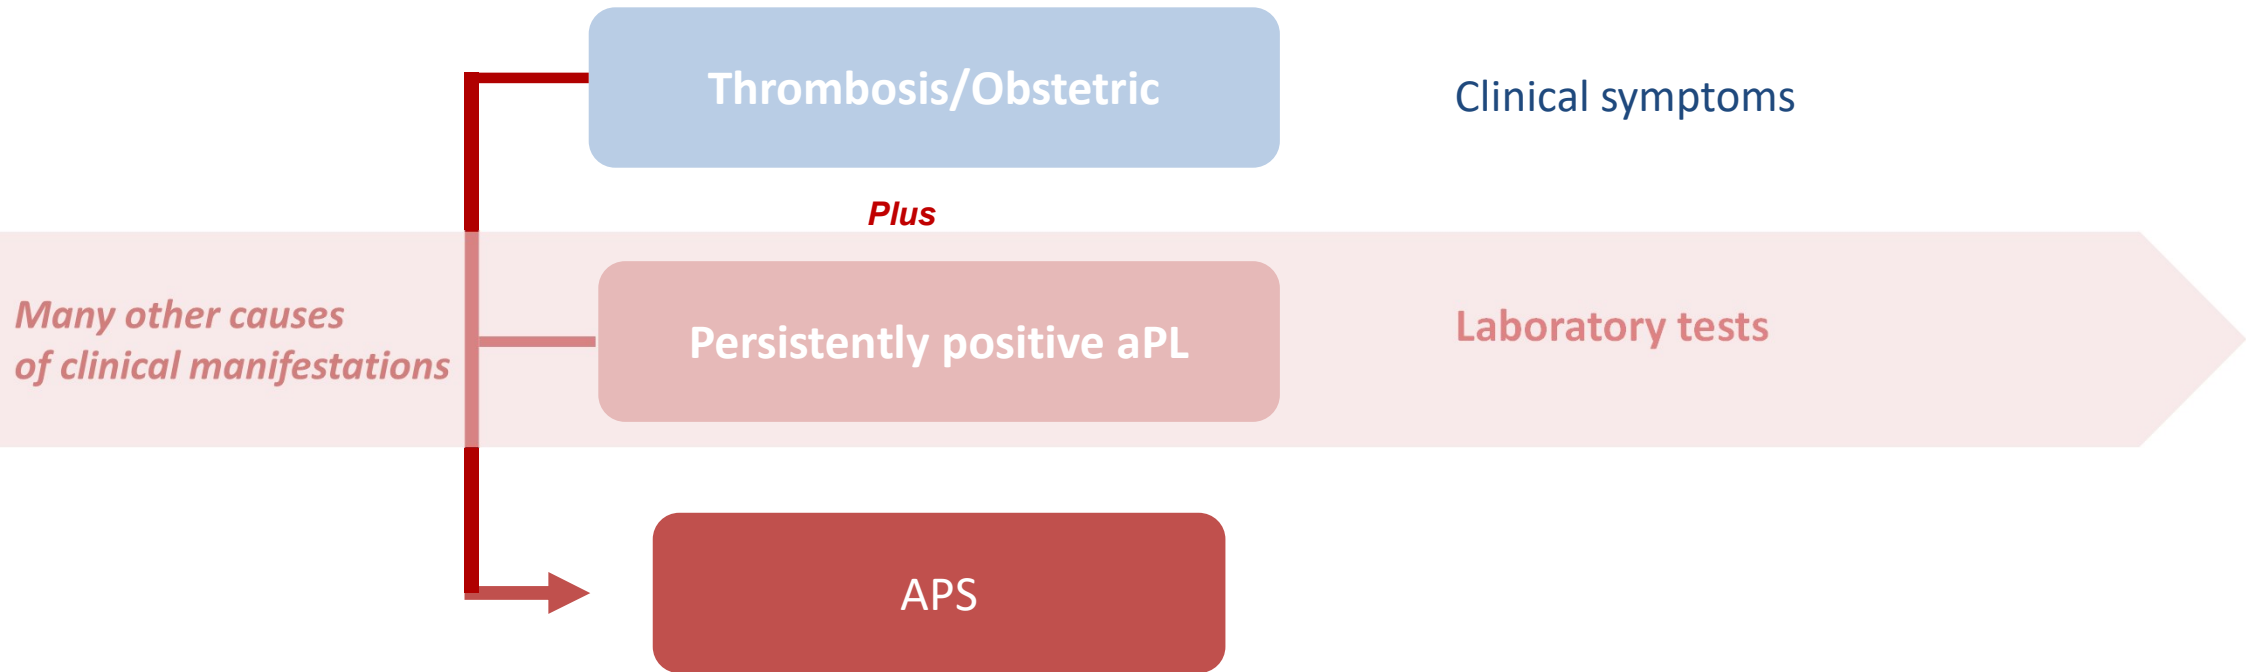 Thrombosis/Obstetric
Clinical symptoms
Plus
Many other causes
of clinical manifestations
Persistently positive aPL
Laboratory tests
APS